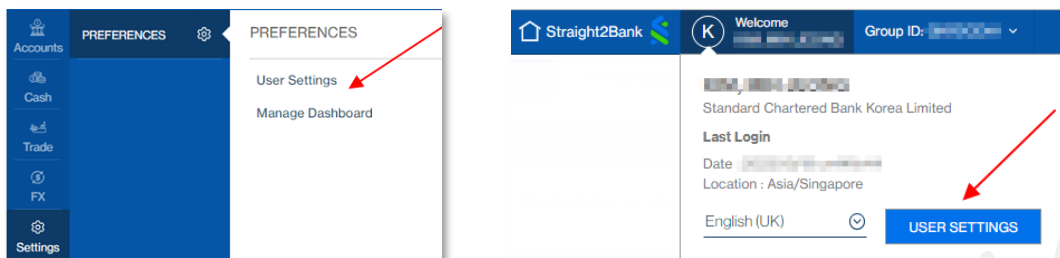 Accounts
Cash
Trade
FX
Settings
PREFERENCES
PREFERENCES
User Settings
Manage Dashboard
Straight2Bank
K
Welcome
Group ID:
Standard Chartered Bank Korea Limited
Last Login
Date
Location : Asia/Singapore
English (UK)
USER SETTINGS